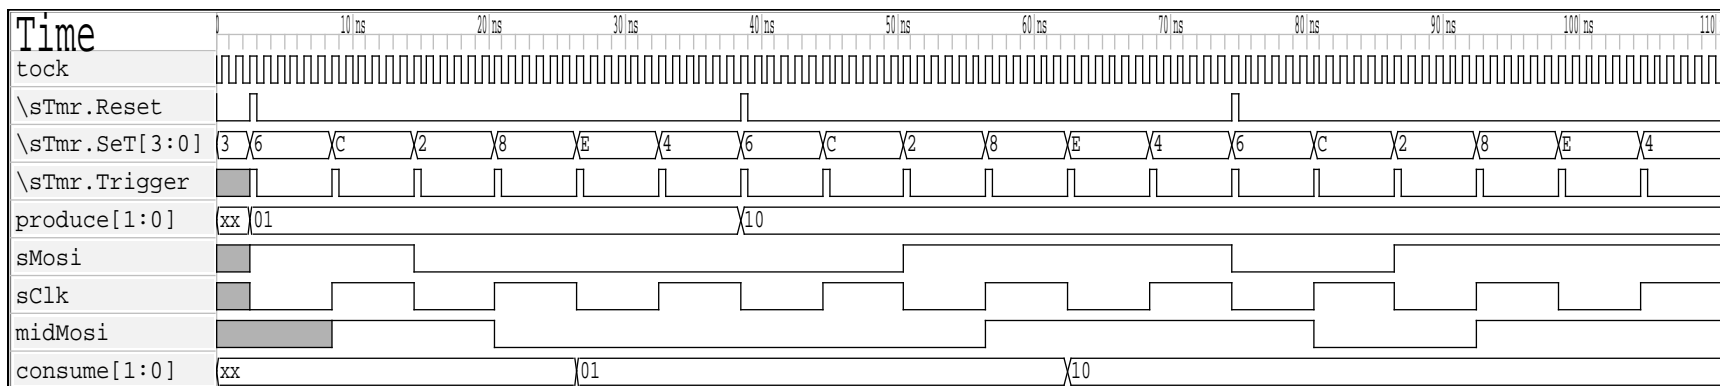 Time 0 10 ns 20 ns 30 ns 40 ns 50 ns 60 ns 70 ns 80 ns 90 ns 100 ns 110
tock
\sTmr.Reset
\sTmr.SeT[3:0] 3 6 C 2 8 E 4 6 C 2 8 E 4 6 C 2 8 E 4
\sTmr.Trigger
produce[1:0] xx 01 10
sMosi
sClk
midMosi
consume[1:0] xx 01 10